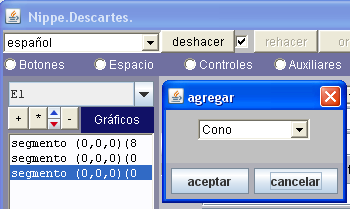 Nippe.Descartes.
español deshacer rehacer
Botones Espacio Controles Auxiliares
E1
+ * - Gráficos
segmento (0,0,0)(8
segmento (0,0,0)(0
segmento (0,0,0)(0
agregar
Cono
aceptar cancelar